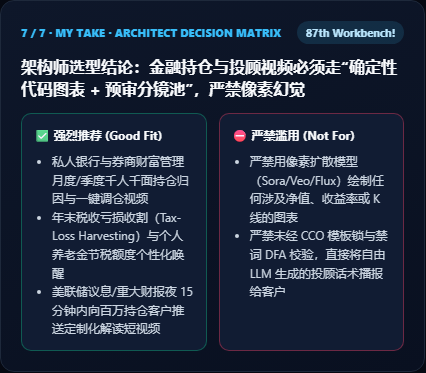 7 / 7 · MY TAKE · ARCHITECT DECISION MATRIX
87th Workbench!
架构师选型结论：金融持仓与投顾视频必须走“确定性
代码图表 + 预审分镜池”，严禁像素幻觉
✅ 强烈推荐 (Good Fit)
• 私人银行与券商财富管理
月度/季度千人千面持仓归
因与一键调仓视频
• 年末税收亏损收割（Tax-
Loss Harvesting）与个人
养老金节税额度个性化唤
醒
• 美联储议息/重大财报夜 15
分钟内向百万持仓客户推
送定制化解读短视频
⛔ 严禁滥用 (Not For)
• 严禁用像素扩散模型
（Sora/Veo/Flux）绘制任
何涉及净值、收益率或 K
线的图表
• 严禁未经 CCO 模板锁与禁
词 DFA 校验，直接将自由
LLM 生成的投顾话术播报
给客户